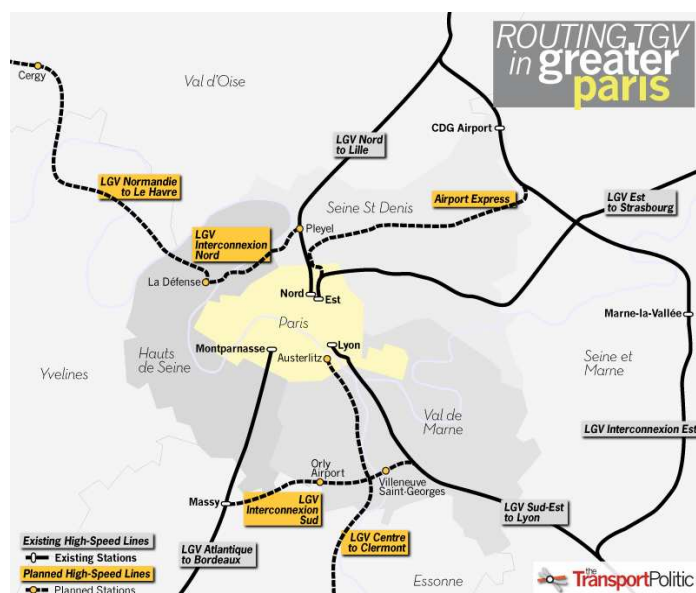 ROUTING TGV
in greater
paris
Cergy
Val d'Oise
CDG Airport
LGV Nord
to Lille
LGV Normandie
to Le Havre
Seine St Denis
Airport Express
LGV Est
to Strasbourg
LGV
Interconnexion
Nord
Pleyel
La Défense
Nord
Est
Marne-la-Vallée
Paris
Lyon
Montparnasse
Austerlitz
Hauts
de Seine
Seine et
Marne
Yvelines
Val de
Marne
LGV Interconnexion Est
Orly
Airport
Villeneuve
Saint-Georges
Massy
LGV
Interconnexion
Sud
LGV Sud-Est
to Lyon
Existing High-Speed Lines
Existing Stations
LGV Atlantique
to Bordeaux
LGV Centre
to Clermont
Planned High-Speed Lines
Planned Stations
Essonne
the
TransportPolitic